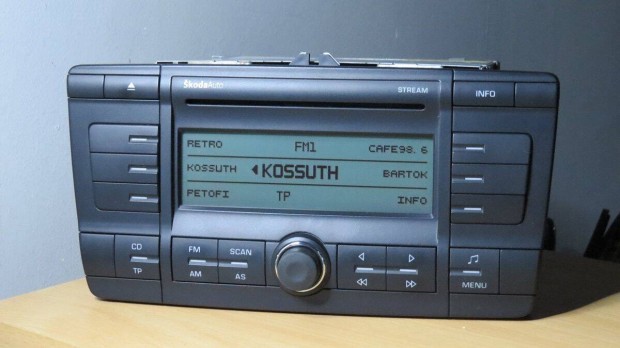 ŠkodaAuto STREAM INFO
RETRO FM1 CAFE98.6
KOSSUTH KOSSUTH BARTOK
PETOFI TP INFO
CD FM SCAN
TP AM AS MENU